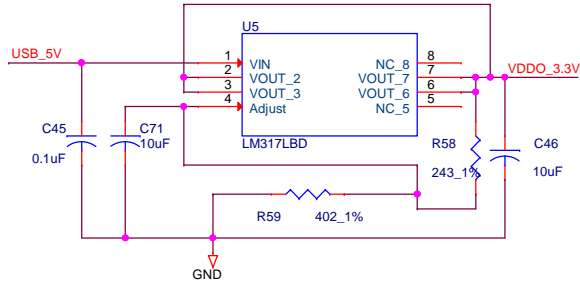 U5
USB_5V
1 VIN NC_8 8
2 VOUT_2 VOUT_7 7 VDDO_3.3V
3 VOUT_3 VOUT_6 6
4 Adjust NC_5 5
C45 C71 LM317LBD R58 C46
0.1uF 10uF 243_1% 10uF
R59 402_1%
GND